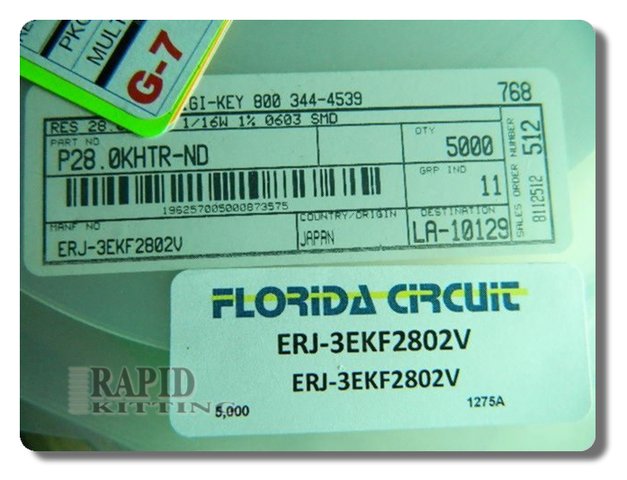 PKG
MULT
G-7
IGI-KEY 800 344-4539
768
RES 28. 1/16W 1% 0603 SMD
PART NO
P28.0KHTR-ND
QTY
5000
GRP IND
11
196257005000873575
MANF NO
ERJ-3EKF2802V
COUNTRY/ORIGIN
JAPAN
DESTINATION
LA-10129
SALES ORDER NUMBER
8112512 512
FLORIDA CIRCUIT
ERJ-3EKF2802V
ERJ-3EKF2802V
5,000
1275A
RAPID
KITTING